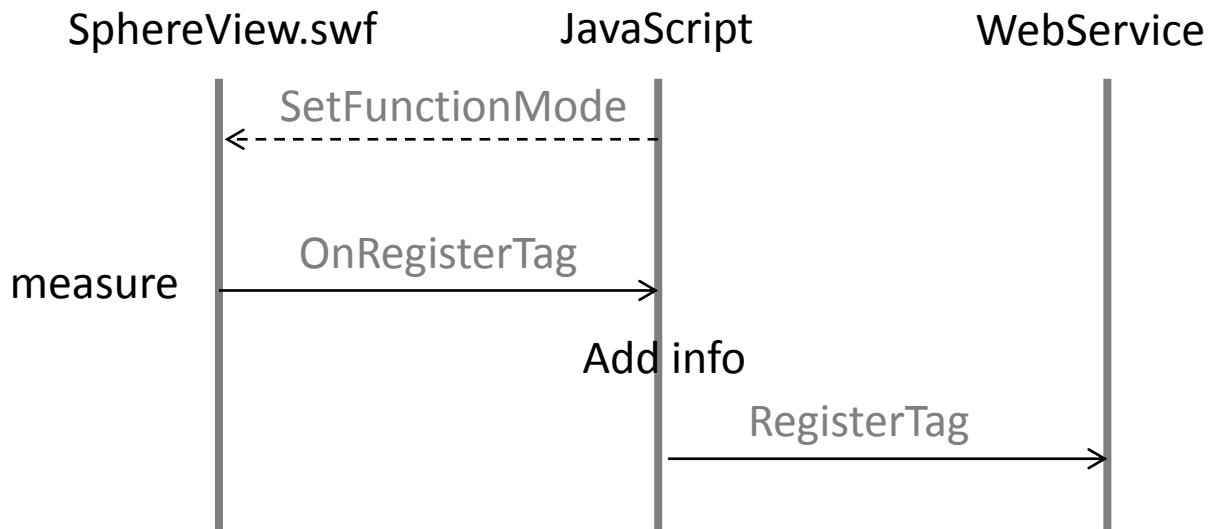 SphereView.swf
JavaScript
WebService
SetFunctionMode
OnRegisterTag
measure
Add info
RegisterTag